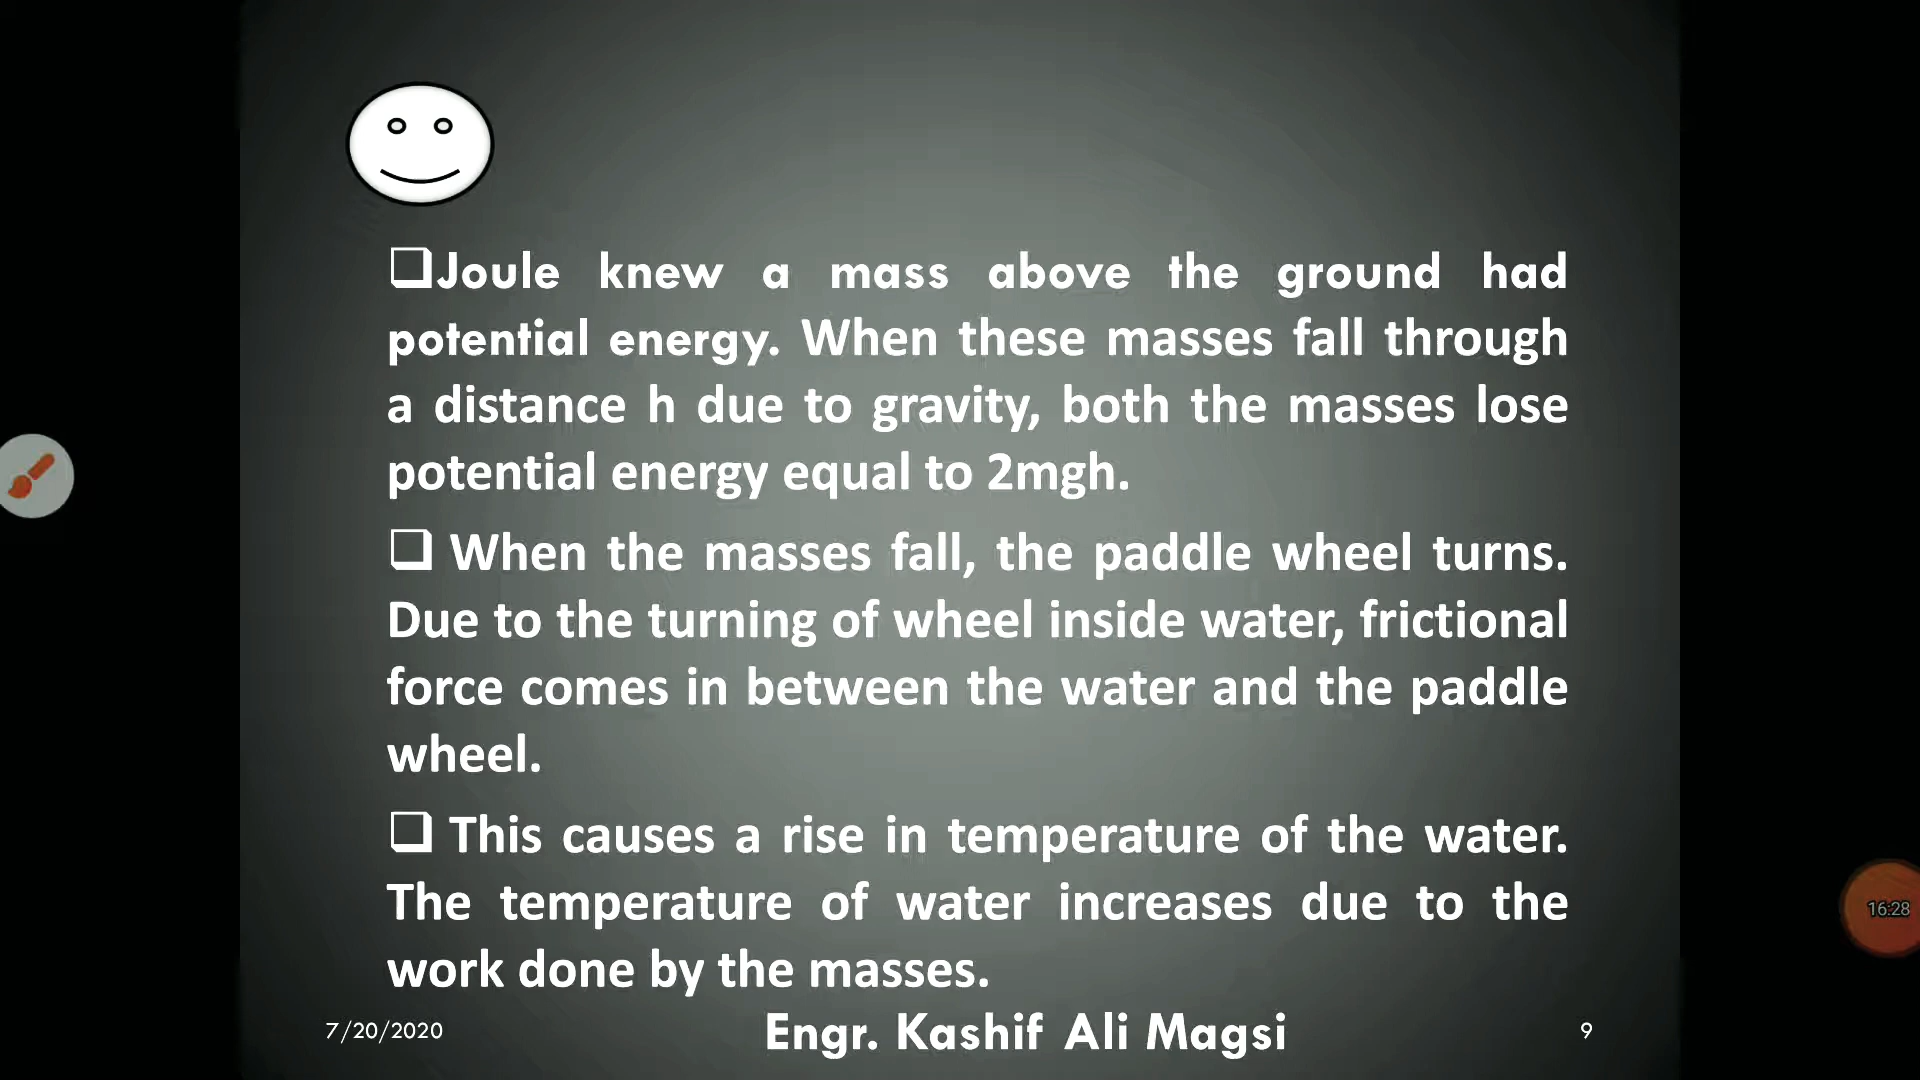 Joule knew a mass above the ground had
potential energy. When these masses fall through
a distance h due to gravity, both the masses lose
potential energy equal to 2mgh.
When the masses fall, the paddle wheel turns.
Due to the turning of wheel inside water, frictional
force comes in between the water and the paddle
wheel.
This causes a rise in temperature of the water.
The temperature of water increases due to the
work done by the masses.
16:28
7/20/2020
Engr. Kashif Ali Magsi
9